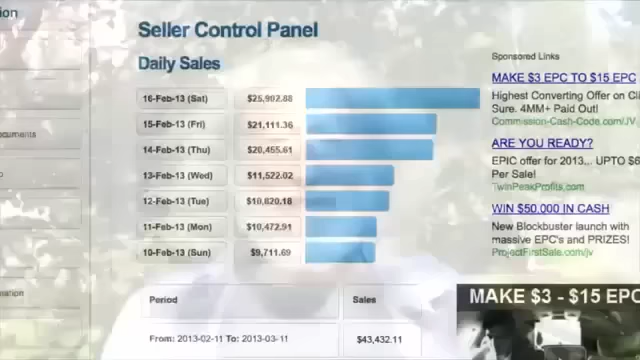 ion
Seller Control Panel
Daily Sales
16-Feb-13 (Sat) $25,902.88
15-Feb-13 (Fri) $21,111.36
14-Feb-13 (Thu) $20,455.61
13-Feb-13 (Wed) $11,522.02
12-Feb-13 (Tue) $10,820.18
11-Feb-13 (Mon) $10,472.91
10-Feb-13 (Sun) $9,711.69
Period Sales
From: 2013-02-11 To: 2013-03-11 $43,432.11
Sponsored Links
MAKE $3 EPC TO $15 EPC
Highest Converting Offer on Cli
Sure. 4MM+ Paid Out!
Commission-Cash-Code.com/JV
ARE YOU READY?
EPIC offer for 2013... UPTO $6
Per Sale!
TwinPeakProfits.com
WIN $50,000 IN CASH
New Blockbuster launch with
massive EPC's and PRIZES!
ProjectFirstSale.com/jv
MAKE $3 - $15 EPC